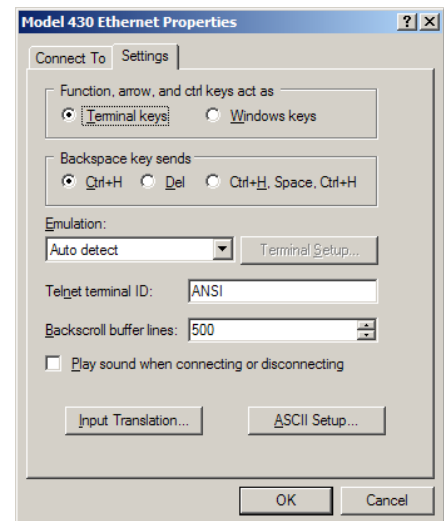 Model 430 Ethernet Properties
Connect To Settings
Function, arrow, and ctrl keys act as
Terminal keys Windows keys
Backspace key sends
Ctrl+H Del Ctrl+H, Space, Ctrl+H
Emulation:
Auto detect Terminal Setup...
Telnet terminal ID: ANSI
Backscroll buffer lines: 500
Play sound when connecting or disconnecting
Input Translation... ASCII Setup...
OK Cancel